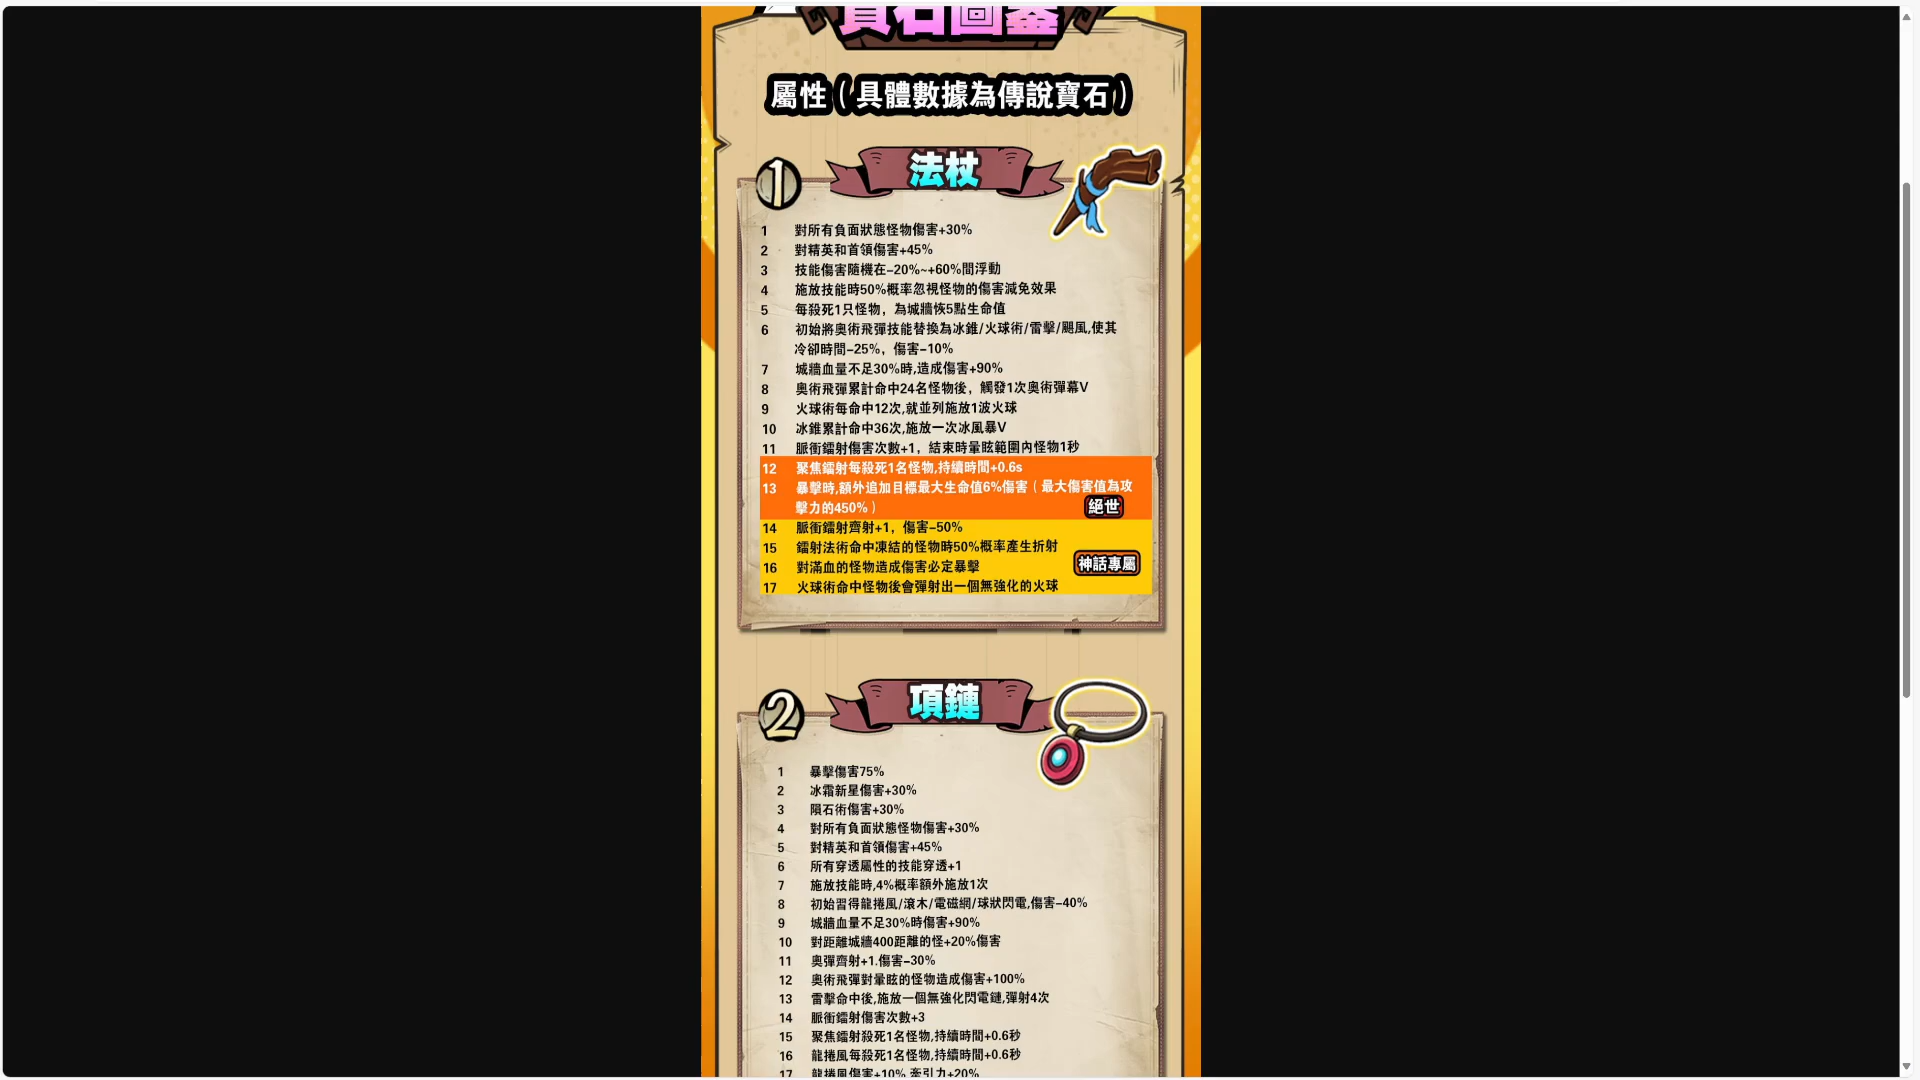 寶石圖鑒
屬性（具體數據為傳說寶石）
1
法杖
1 對所有負面狀態怪物傷害+30%
2 對精英和首領傷害+45%
3 技能傷害隨機在-20%~+60%間浮動
4 施放技能時50%概率忽視怪物的傷害減免效果
5 每殺死1只怪物，為城牆恢5點生命值
6 初始將奧術飛彈技能替換為冰錐/火球術/雷擊/颶風,使其
冷卻時間-25%，傷害-10%
7 城牆血量不足30%時,造成傷害+90%
8 奧術飛彈累計命中24名怪物後，觸發1次奧術彈幕V
9 火球術每命中12次,就並列施放1波火球
10 冰錐累計命中36次,施放一次冰風暴V
11 脈衝鐳射傷害次數+1，結束時暈眩範圍內怪物1秒
12 聚焦鐳射每殺死1名怪物,持續時間+0.6s
13 暴擊時,額外追加目標最大生命值6%傷害（最大傷害值為攻
擊力的450%）
絕世
14 脈衝鐳射齊射+1，傷害-50%
15 鐳射法術命中凍結的怪物時50%概率產生折射
16 對滿血的怪物造成傷害必定暴擊
神話專屬
17 火球術命中怪物後會彈射出一個無強化的火球
2
項鏈
1 暴擊傷害75%
2 冰霜新星傷害+30%
3 隕石術傷害+30%
4 對所有負面狀態怪物傷害+30%
5 對精英和首領傷害+45%
6 所有穿透屬性的技能穿透+1
7 施放技能時,4%概率額外施放1次
8 初始習得龍捲風/滾木/電磁網/球狀閃電,傷害-40%
9 城牆血量不足30%時傷害+90%
10 對距離城牆400距離的怪+20%傷害
11 奧彈齊射+1.傷害-30%
12 奧術飛彈對暈眩的怪物造成傷害+100%
13 雷擊命中後,施放一個無強化閃電鏈,彈射4次
14 脈衝鐳射傷害次數+3
15 聚焦鐳射殺死1名怪物,持續時間+0.6秒
16 龍捲風每殺死1名怪物,持續時間+0.6秒
17 龍捲風傷害+10% 牽引力+20%